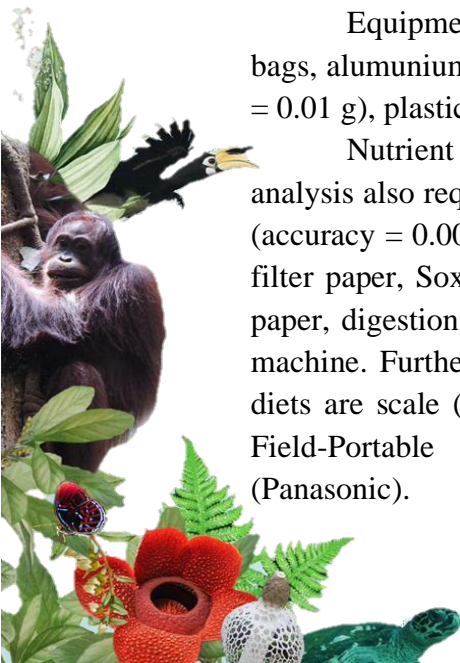 Equipme
bags, alumunium
= 0.01 g), plastic
Nutrient
analysis also req
(accuracy = 0.00
filter paper, Sox
paper, digestion
machine. Furthe
diets are scale (
Field-Portable
(Panasonic).